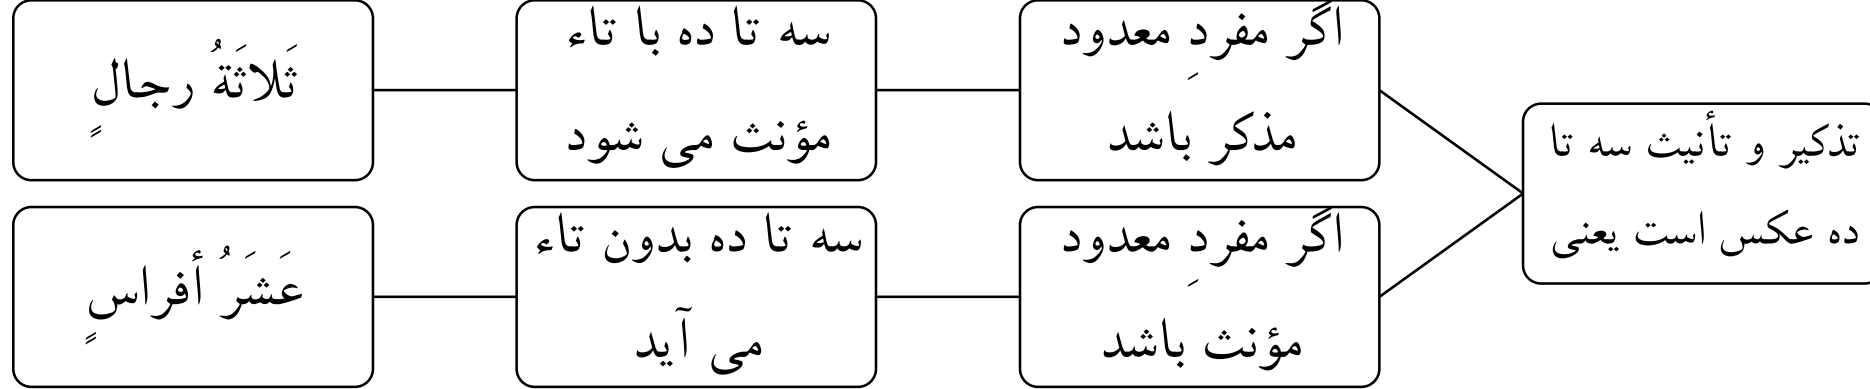 تذکیر و تأنیث سه تا
ده عکس است یعنی
اگر مفردِ معدود
مذکر باشد
سه تا ده با تاء
مؤنث می شود
ثَلاثَةُ رجالٍ
اگر مفردِ معدود
مؤنث باشد
سه تا ده بدون تاء
می آید
عَشَرُ أفراسٍ